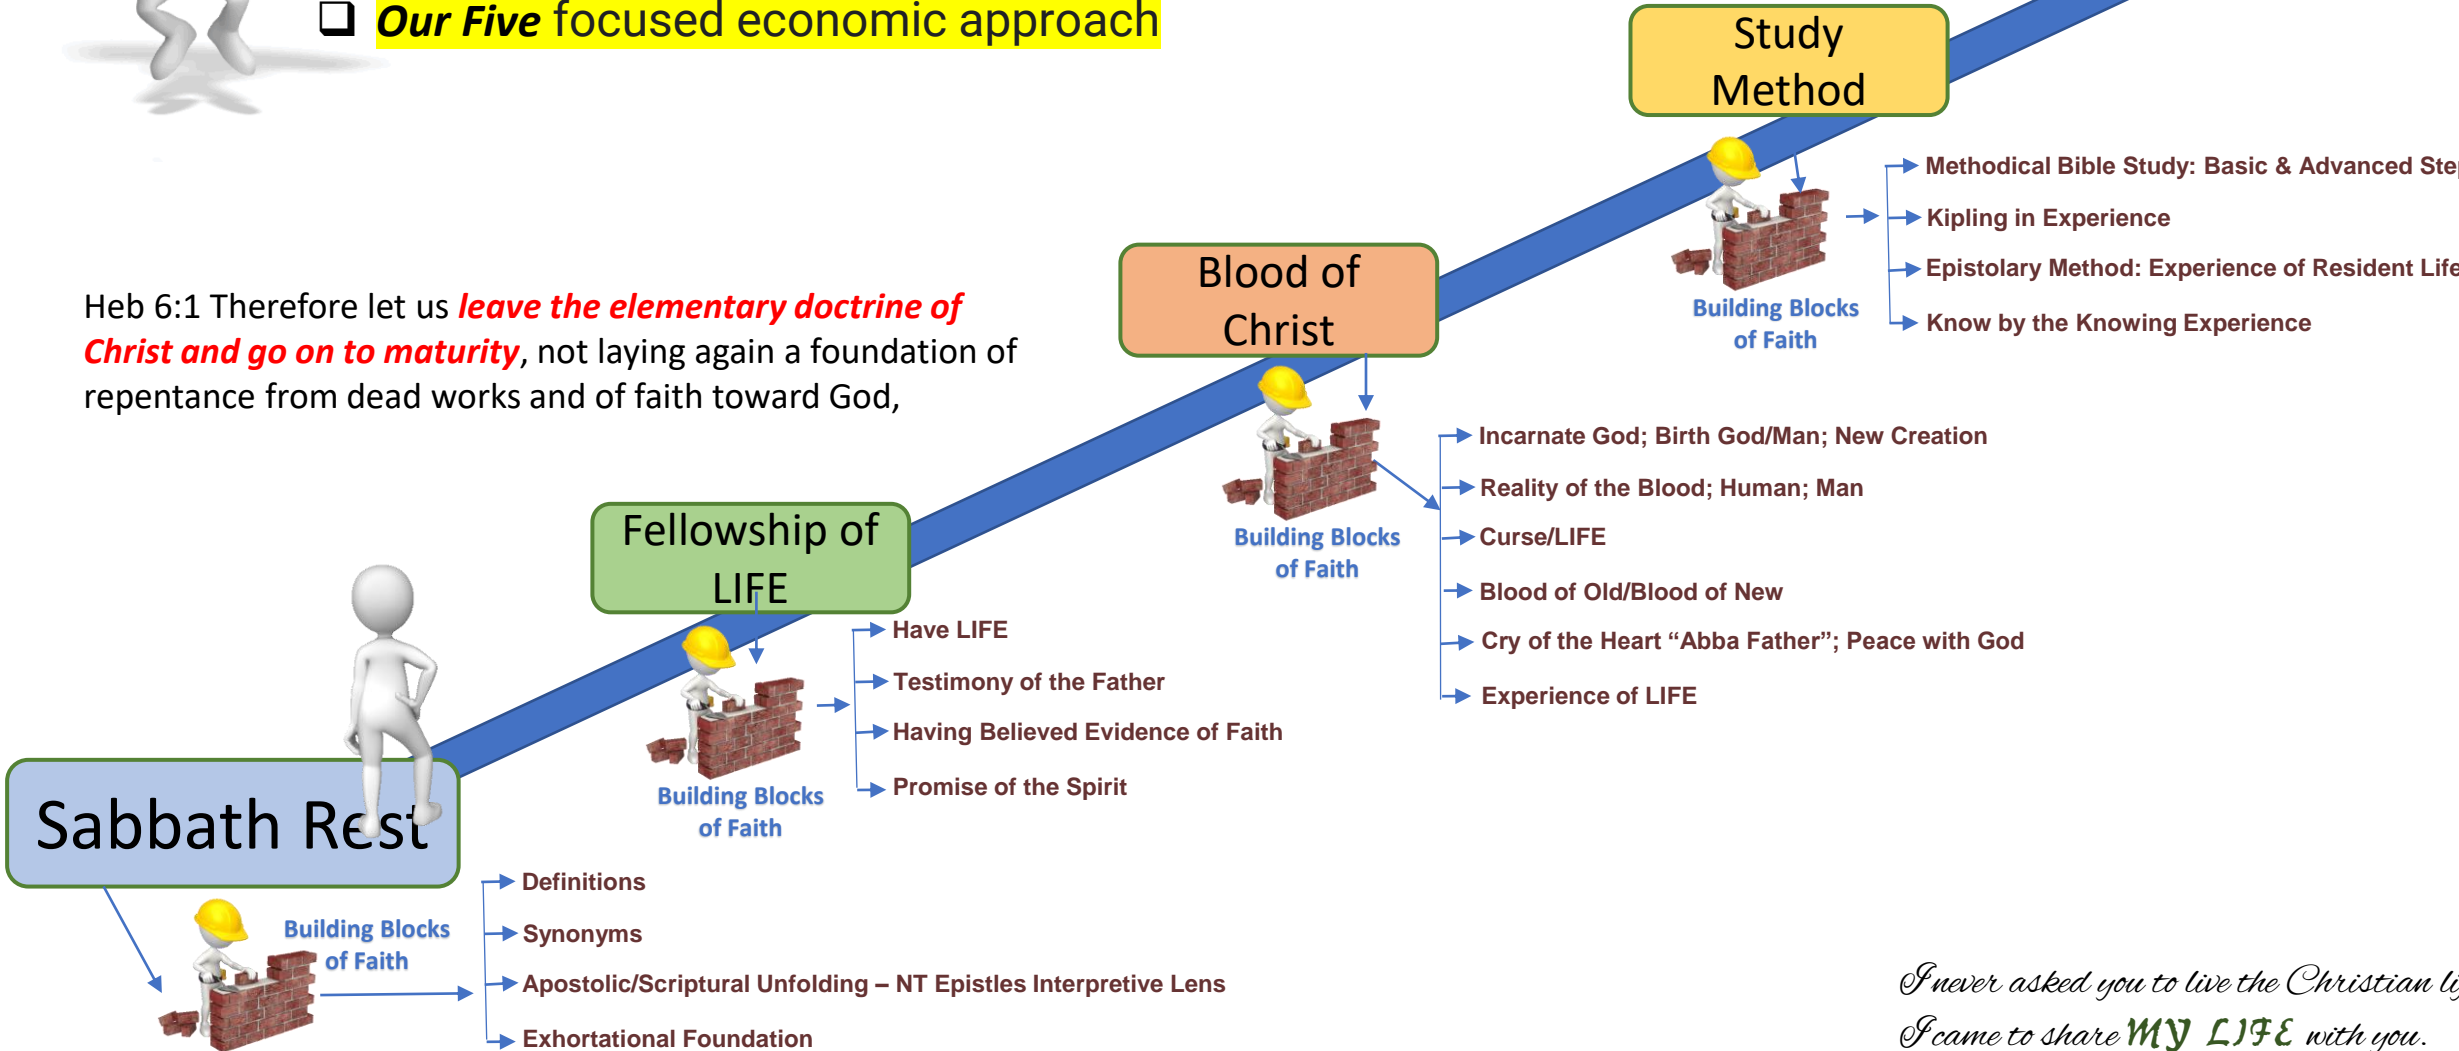 ❑ Our Five focused economic approach
Study
Method
Methodical Bible Study: Basic & Advanced
Kipling in Experience
Epistolary Method: Experience of Resident Life
Know by the Knowing Experience
Building Blocks
of Faith
Heb 6:1 Therefore let us leave the elementary doctrine of
Christ and go on to maturity, not laying again a foundation of
repentance from dead works and of faith toward God,
Blood of
Christ
Incarnate God; Birth God/Man; New Creation
Reality of the Blood; Human; Man
Curse/LIFE
Blood of Old/Blood of New
Cry of the Heart “Abba Father”; Peace with God
Experience of LIFE
Building Blocks
of Faith
Fellowship of
LIFE
Have LIFE
Testimony of the Father
Having Believed Evidence of Faith
Promise of the Spirit
Building Blocks
of Faith
Sabbath Rest
Building Blocks
of Faith
Definitions
Synonyms
Apostolic/Scriptural Unfolding – NT Epistles Interpretive Lens
Exhortational Foundation
I never asked you to live the Christian
I came to share MY LIFE with you.